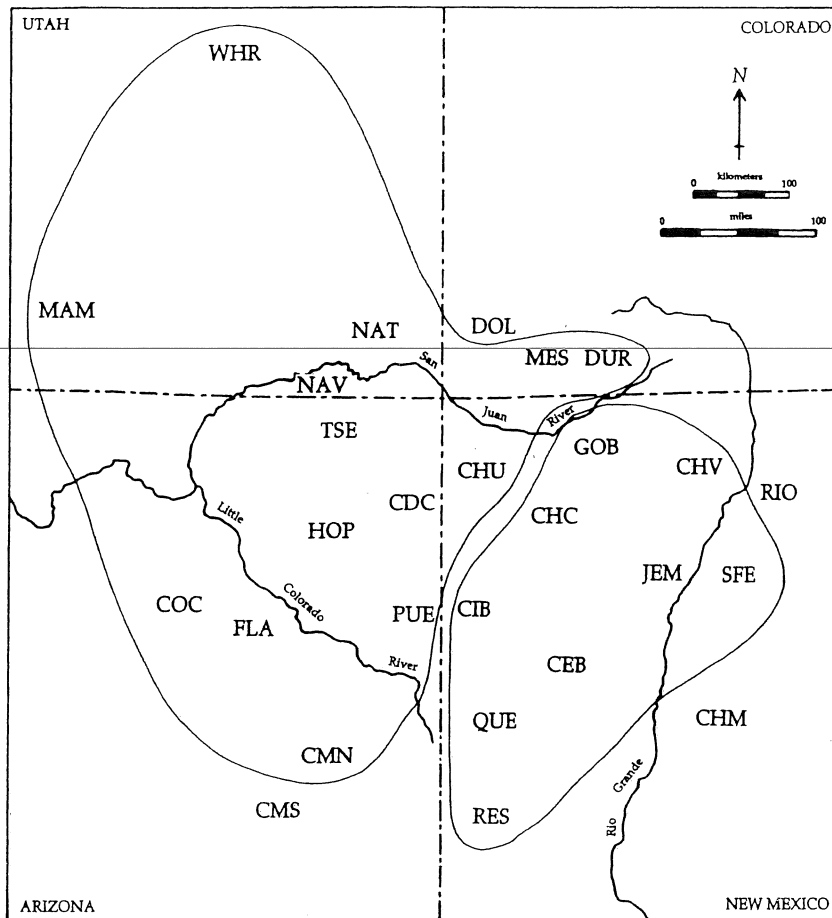 UTAH
COLORADO
WHR
N
0 kilometers 100
0 miles 100
MAM
NAT
DOL
San
MES
DUR
NAV
Juan
River
TSE
GOB
CHU
CHV
RIO
CDC
CHC
Little
HOP
JEM
SFE
COC
Colorado
PUE
CIB
FLA
River
CEB
QUE
CHM
CMN
CMS
Rio Grande
RES
ARIZONA
NEW MEXICO